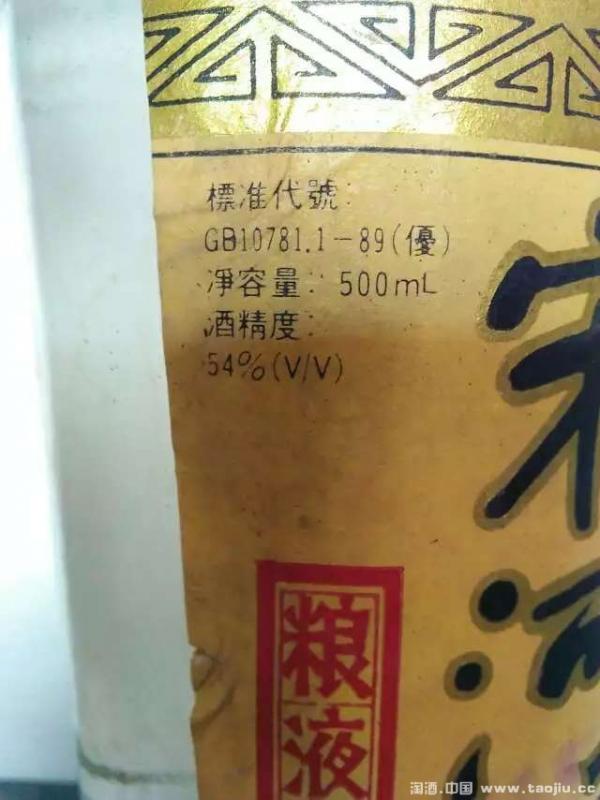 標准代號:
GB10781.1-89(優)
淨容量: 500mL
酒精度:
54%(V/V)
粮液
淘酒.中国 www.taojiu.cc